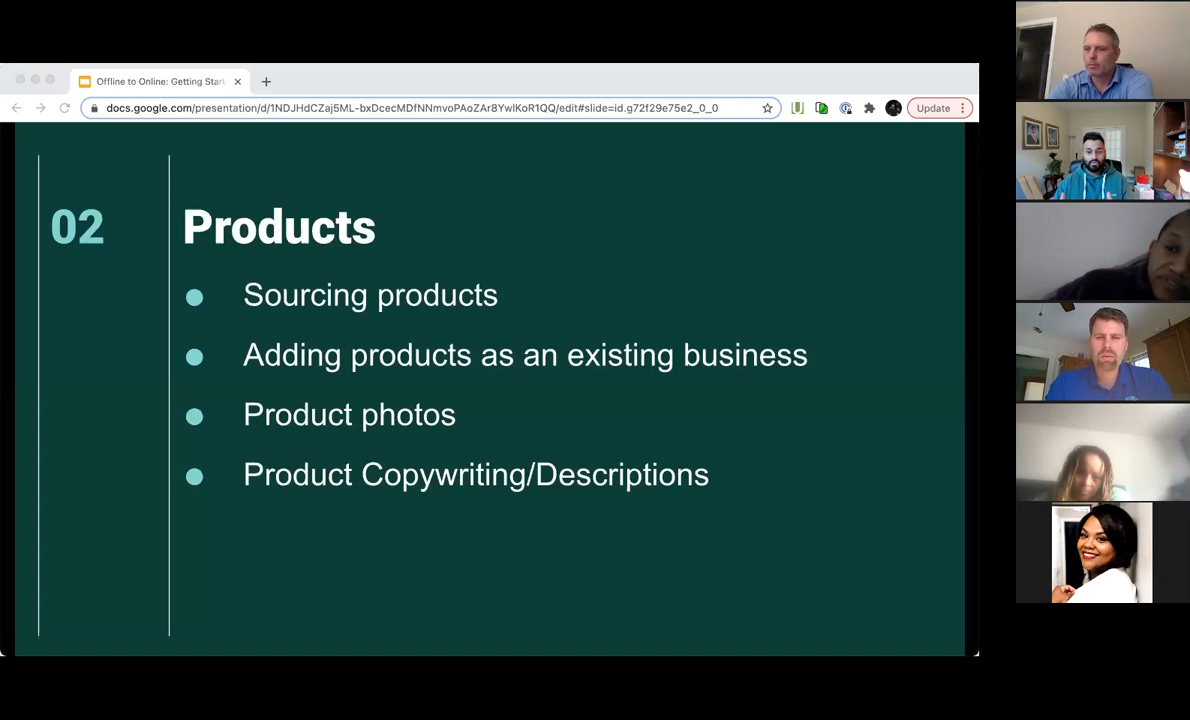 Offline to Online: Getting Star
docs.google.com/presentation/d/1NDJHdCZaj5ML-bxDcecMDfNNmvoPAoZAr8YwlKoR1QQ/edit#slide=id.g72f29e75e2_0_0
Update
02
Products
Sourcing products
Adding products as an existing business
Product photos
Product Copywriting/Descriptions